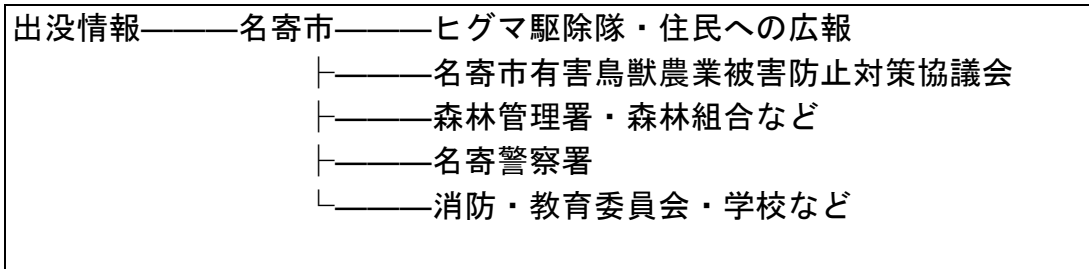 出没情報―――名寄市―――ヒグマ駆除隊・住民への広報
├―――名寄市有害鳥獣農業被害防止対策協議会
├―――森林管理署・森林組合など
├―――名寄警察署
└―――消防・教育委員会・学校など